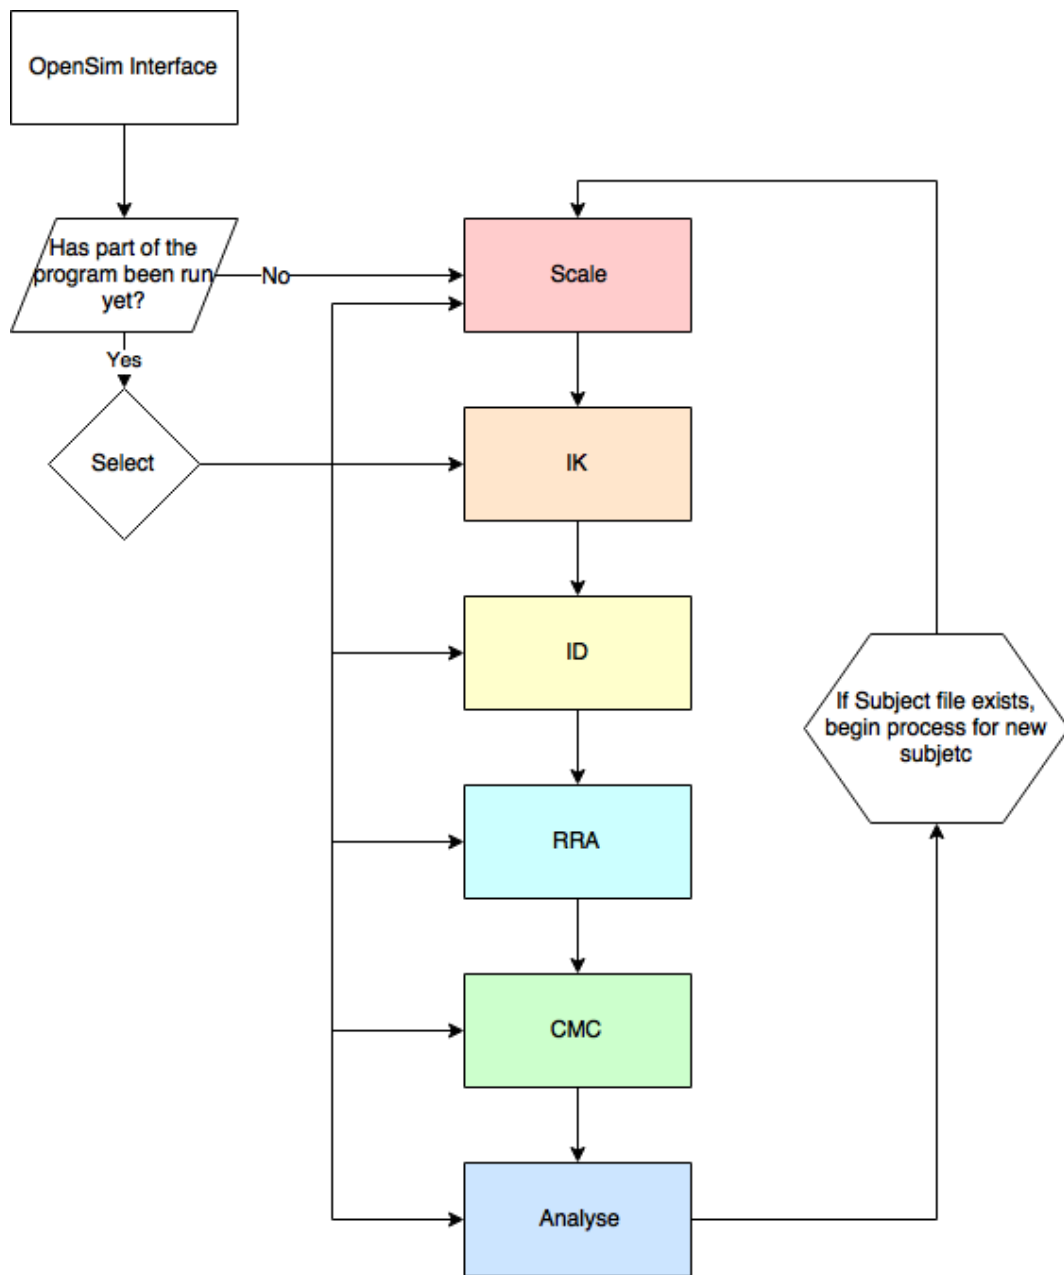 OpenSim Interface
Has part of the
program been run
yet?
No
Scale
Yes
Select
IK
ID
If Subject file exists,
begin process for new
subjetc
RRA
CMC
Analyse